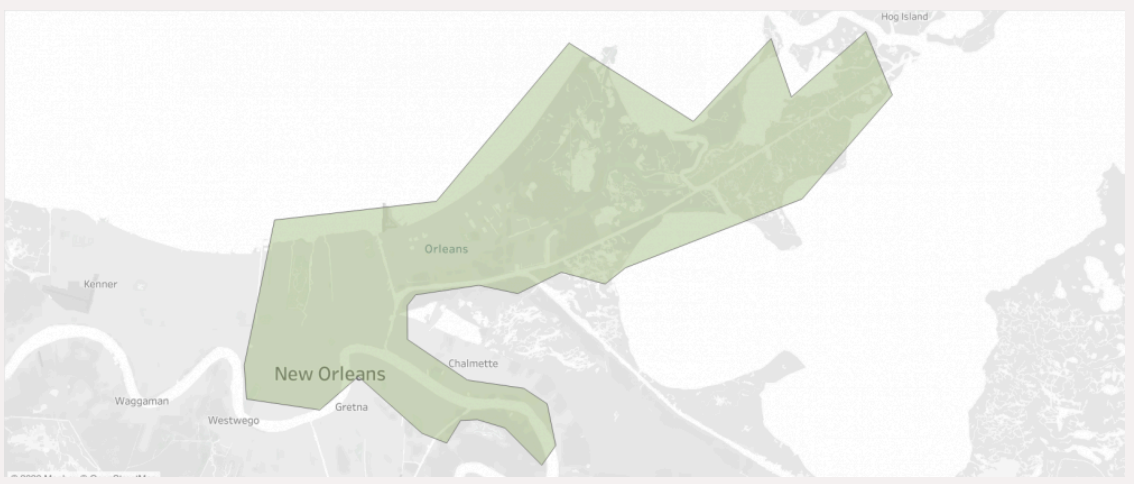 Hog Island
Orleans
Kenner
Chalmette
New Orleans
Waggaman
Gretna
Westwego